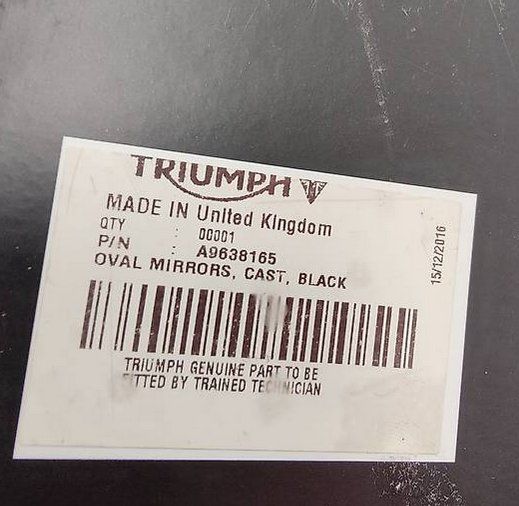 TRIUMPH
MADE IN United Kingdom
QTY : 00001
P/N : A9638165
OVAL MIRRORS, CAST, BLACK
TRIUMPH GENUINE PART TO BE
FITTED BY TRAINED TECHNICIAN
15/12/2016